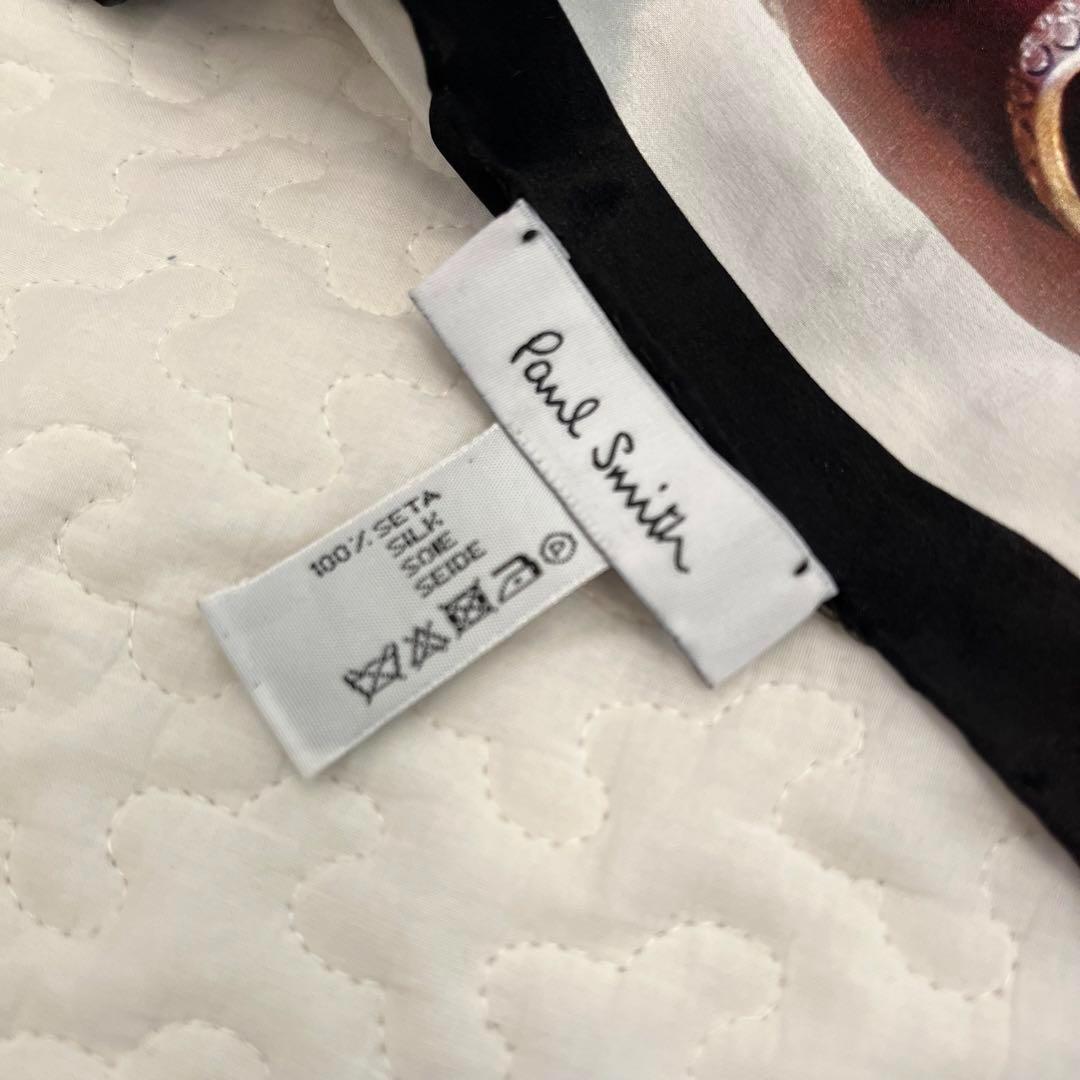 Paul Smith
100% SETA
SILK
SOIE
SEIDE
P